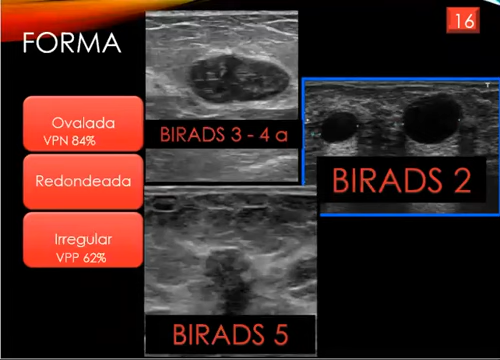 16
FORMA
Ovalada
VPN 84%
Redondeada
Irregular
VPP 62%
BIRADS 3 - 4 a
BIRADS 2
BIRADS 5